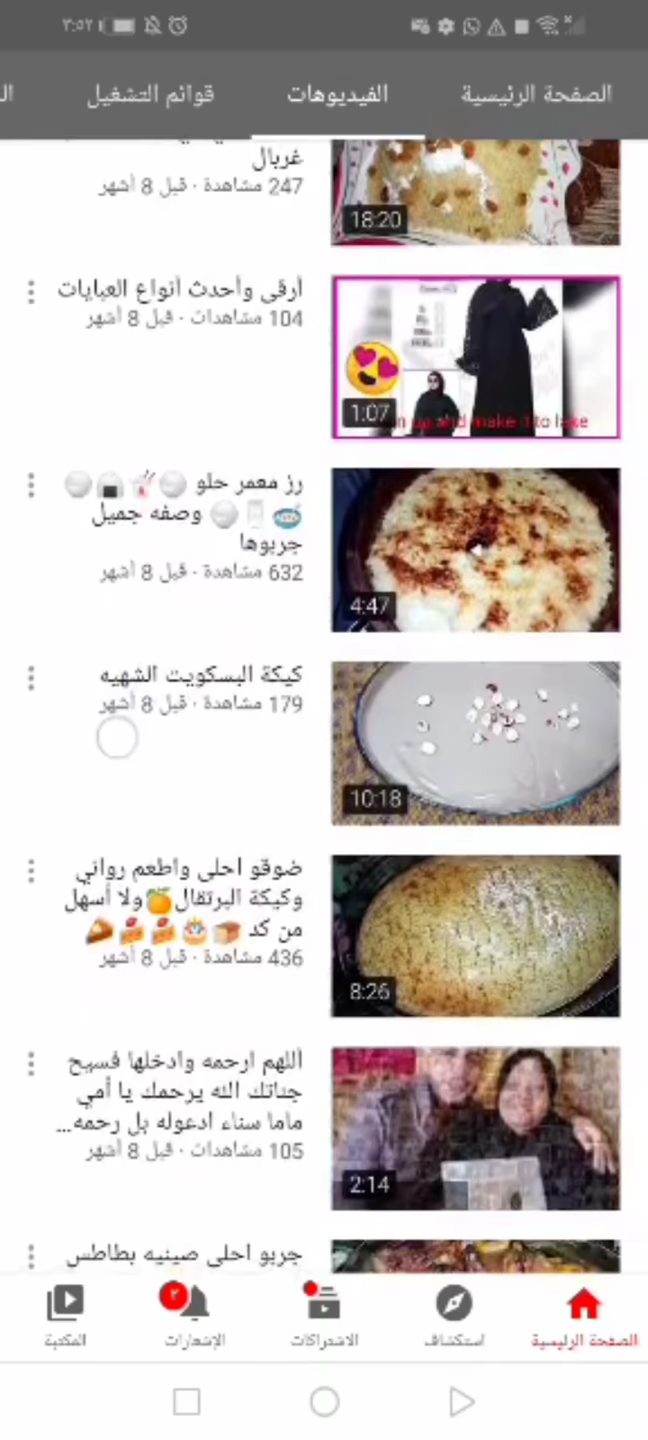 ٣:٥٢
الصفحة الرئيسية
الفيديوهات
قوائم التشغيل
غربال
247 مشاهدة · قبل 8 أشهر
18:20
أرقى وأحدث أنواع العبايات
104 مشاهدات · قبل 8 أشهر
1:07
رز معمر حلو ⚪🍙🥛⚪
🍲🥛⚪ وصفه جميل
جربوها
632 مشاهدة · قبل 8 أشهر
4:47
كيكة البسكويت الشهيه
179 مشاهدة · قبل 8 أشهر
10:18
ضوقو احلى واطعم رواني
وكيكة البرتقال🍊ولا أسهل
من كد 🍞🎂🍰🍰🥧
436 مشاهدة · قبل 8 أشهر
8:26
أللهم ارحمه وادخلها فسيح
جناتك الله يرحمك يا أمي
ماما سناء ادعوله بل رحمه...
105 مشاهدات · قبل 8 أشهر
2:14
جربو احلى صينيه بطاطس
الصفحة الرئيسية
استكشاف
الاشتراكات
٢
الإشعارات
المكتبة